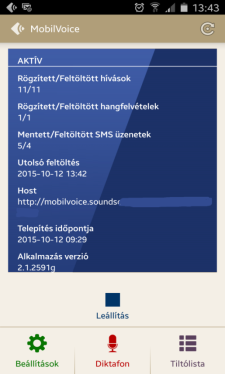 13:43
MobilVoice
AKTÍV
Rögzített/Feltöltött hívások
11/11
Rögzített/Feltöltött hangfelvételek
1/1
Mentett/Feltöltött SMS üzenetek
5/4
Utolsó feltöltés
2015-10-12 13:42
Host
http://mobilvoice.sounds
Telepítés időpontja
2015-10-12 09:29
Alkalmazás verzió
2.1.2591g
Leállítás
Beállítások
Diktafon
Tiltólista